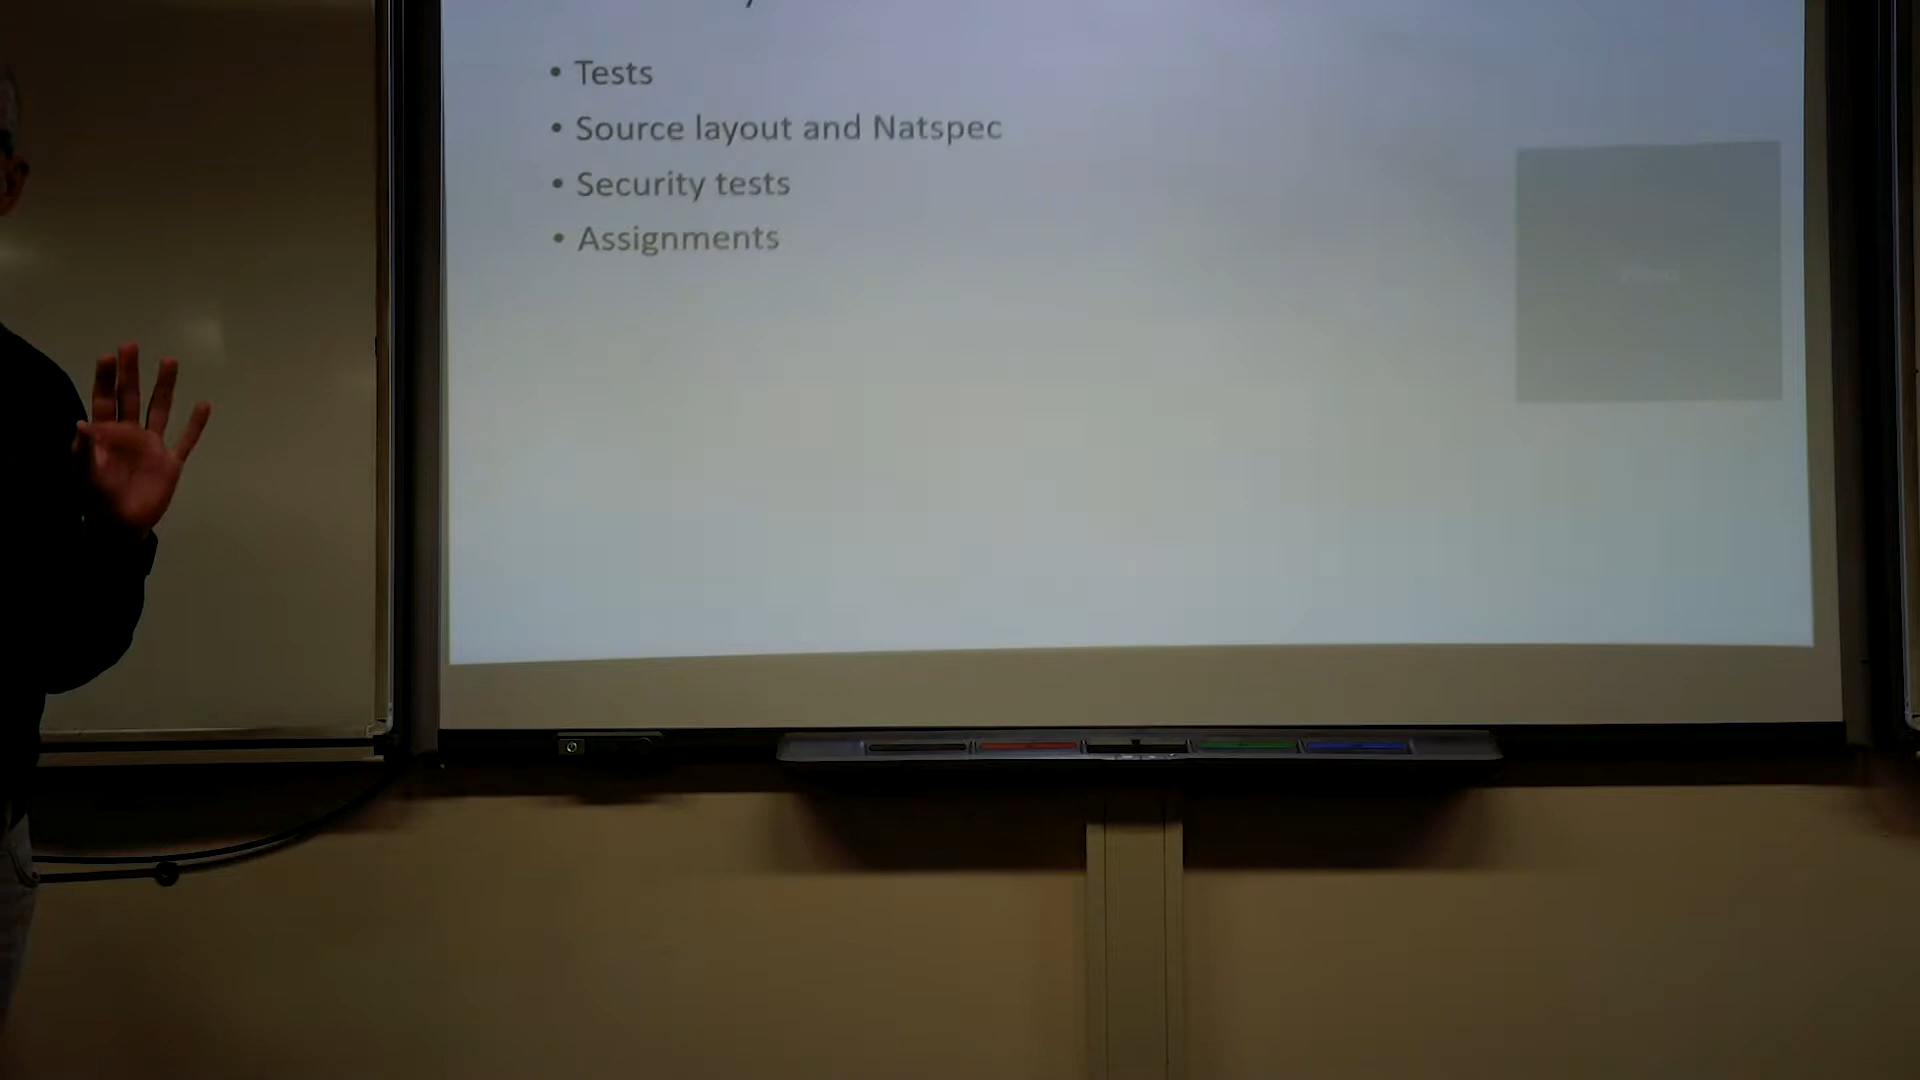 • Tests
• Source layout and Natspec
• Security tests
• Assignments